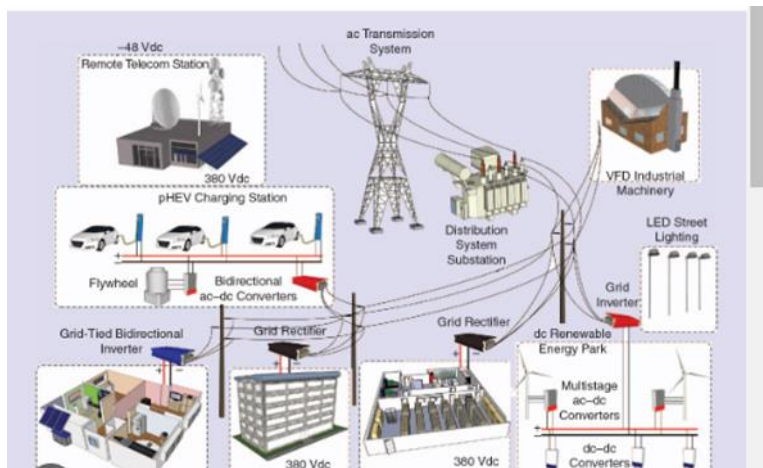 ac Transmission
System
–48 Vdc
Remote Telecom Station
380 Vdc
VFD Industrial
Machinery
pHEV Charging Station
Distribution
System
Substation
LED Street
Lighting
+
–
Flywheel
Bidirectional
ac–dc Converters
Grid
Inverter
Grid-Tied Bidirectional
Inverter
Grid Rectifier
Grid Rectifier
dc Renewable
Energy Park
+ –
+ –
Multistage
ac–dc
Converters
+
–
dc–dc
Converters
380 Vdc
380 Vdc